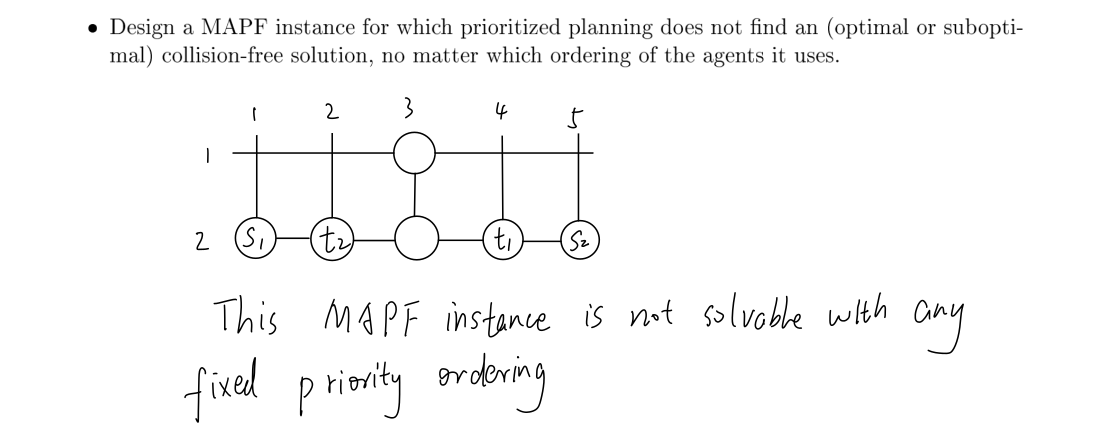 • Design a MAPF instance for which prioritized planning does not find an (optimal or subopti-
mal) collision-free solution, no matter which ordering of the agents it uses.
1 2 3 4 5
1
2 S1 t2 t1 S2
This MAPF instance is not solvable with any
fixed priority ordering